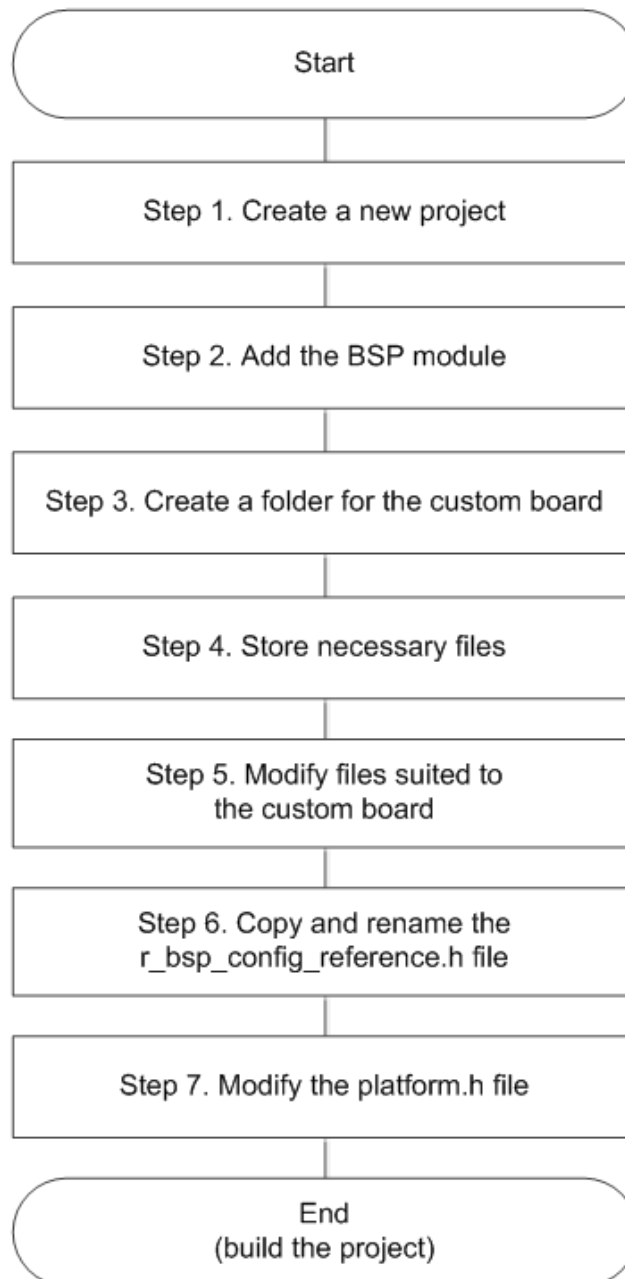 Start
Step 1. Create a new project
Step 2. Add the BSP module
Step 3. Create a folder for the custom board
Step 4. Store necessary files
Step 5. Modify files suited to
the custom board
Step 6. Copy and rename the
r_bsp_config_reference.h file
Step 7. Modify the platform.h file
End
(build the project)